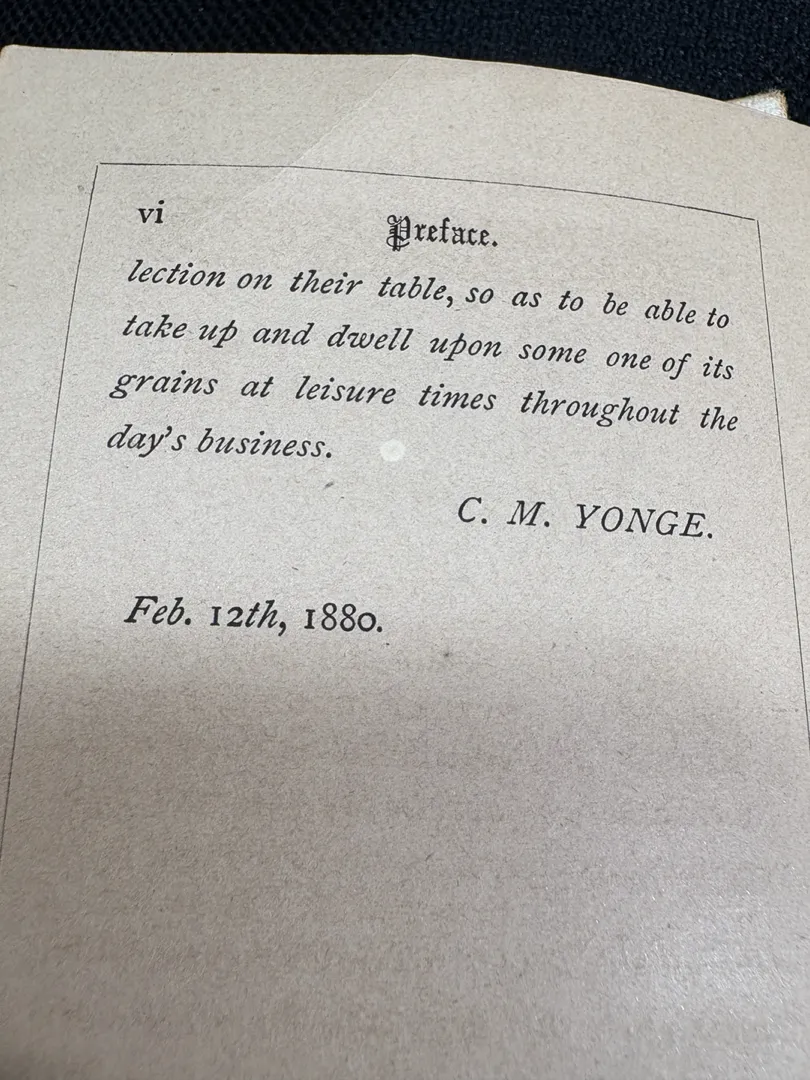 vi
Preface.
lection on their table, so as to be able to
take up and dwell upon some one of its
grains at leisure times throughout the
day's business.
C. M. YONGE.
Feb. 12th, 1880.